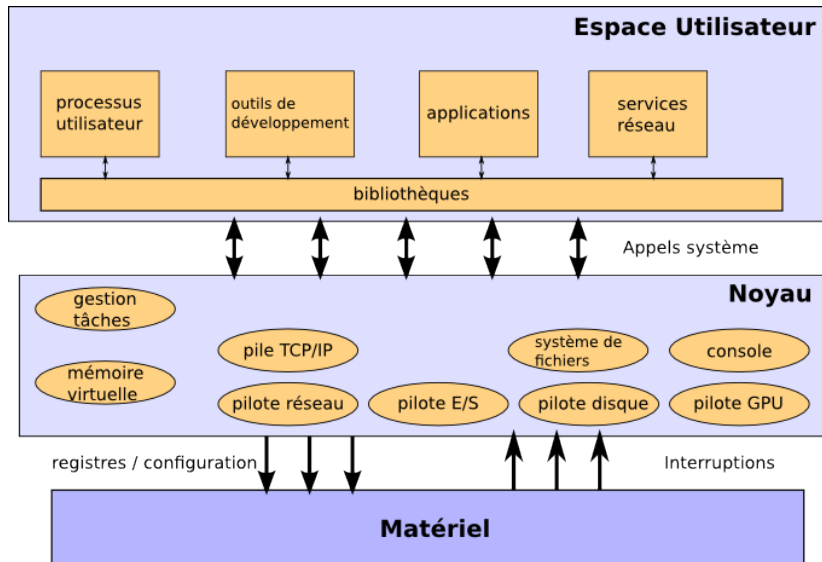 Espace Utilisateur
processus
utilisateur
outils de
développement
applications
services
réseau
bibliothèques
Appels système
Noyau
gestion
tâches
mémoire
virtuelle
pile TCP/IP
système de
fichiers
console
pilote réseau
pilote E/S
pilote disque
pilote GPU
registres / configuration
Interruptions
Matériel